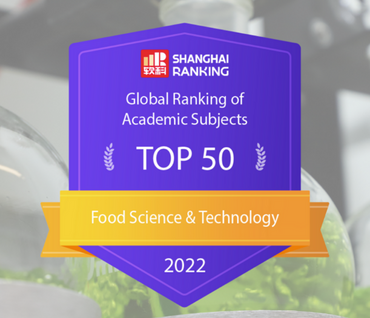 软科
SHANGHAI
RANKING
Global Ranking of
Academic Subjects
TOP 50
Food Science & Technology
2022